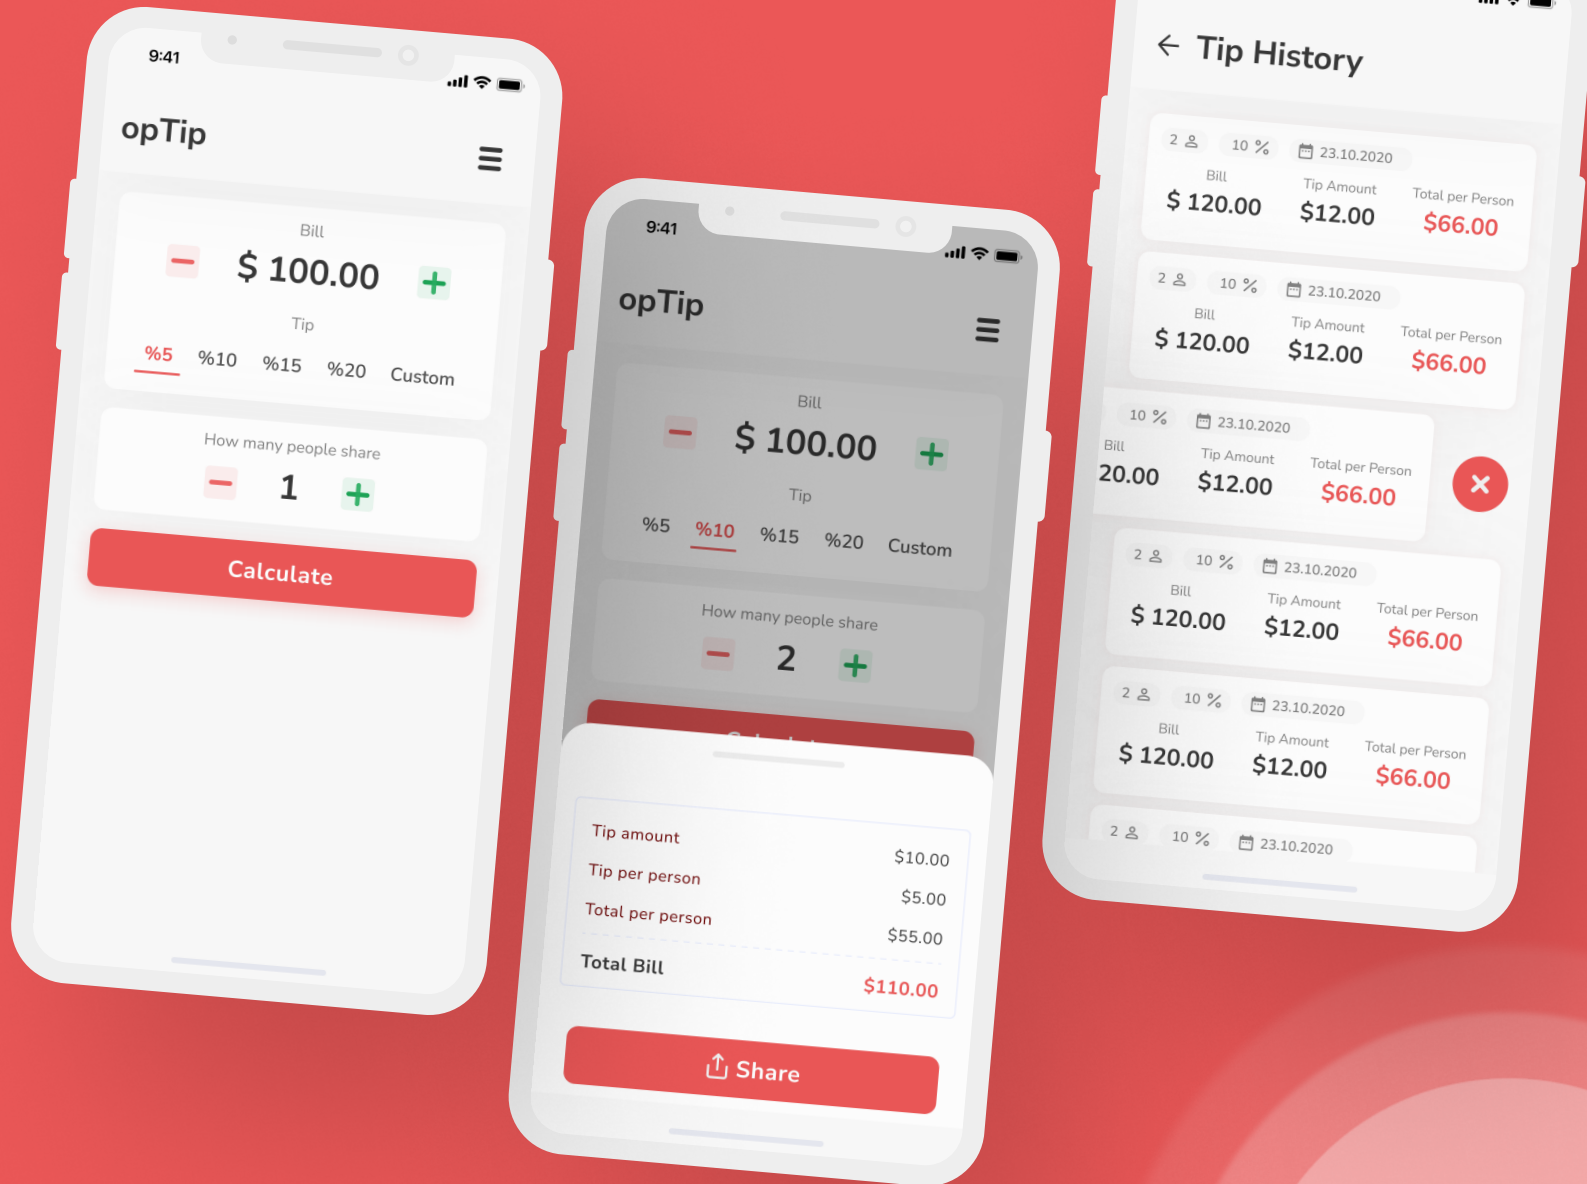 9:41
opTip
Bill
$ 100.00
Tip
%5 %10 %15 %20 Custom
How many people share
1
Calculate
9:41
opTip
Bill
$ 100.00
Tip
%5 %10 %15 %20 Custom
How many people share
2
Tip amount $10.00
Tip per person $5.00
Total per person $55.00
Total Bill $110.00
Share
Tip History
2 10 % 23.10.2020
Bill Tip Amount Total per Person
$ 120.00 $12.00 $66.00
2 10 % 23.10.2020
Bill Tip Amount Total per Person
$ 120.00 $12.00 $66.00
10 % 23.10.2020
Bill Tip Amount Total per Person
20.00 $12.00 $66.00
2 10 % 23.10.2020
Bill Tip Amount Total per Person
$ 120.00 $12.00 $66.00
2 10 % 23.10.2020
Bill Tip Amount Total per Person
$ 120.00 $12.00 $66.00
2 10 % 23.10.2020